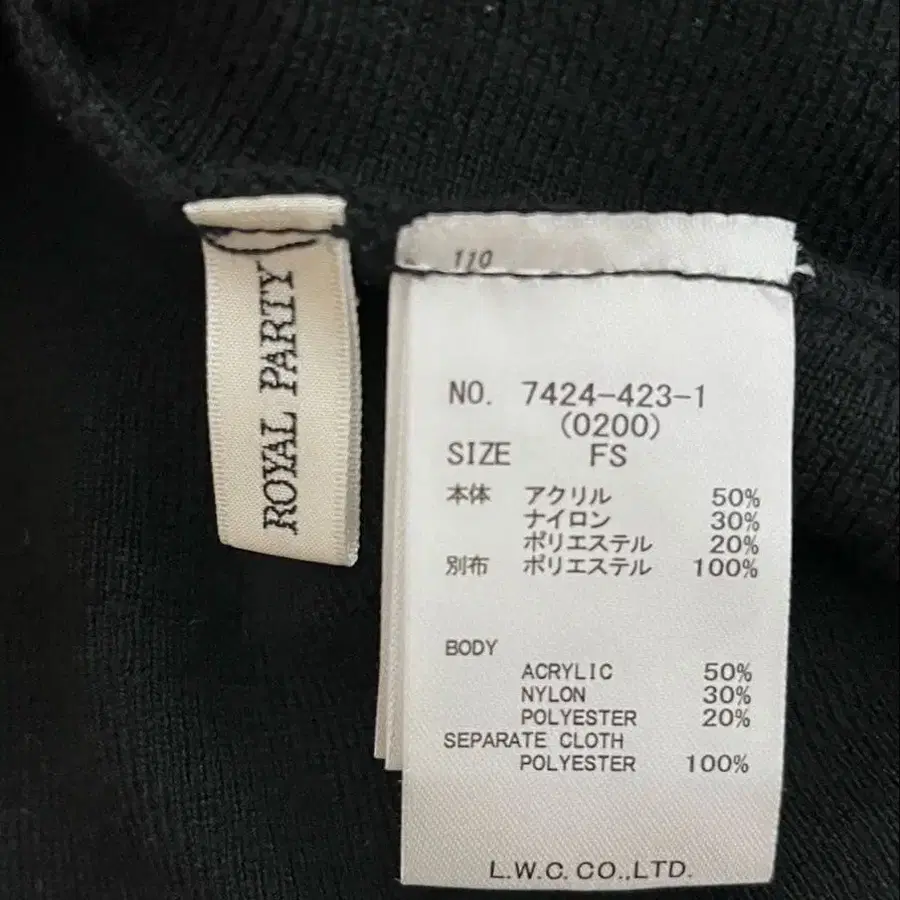 ROYAL PARTY
110
NO. 7424-423-1
(0200)
SIZE FS
本体 アクリル 50%
ナイロン 30%
ポリエステル 20%
別布 ポリエステル 100%
BODY
ACRYLIC 50%
NYLON 30%
POLYESTER 20%
SEPARATE CLOTH
POLYESTER 100%
L.W.C.CO.,LTD.